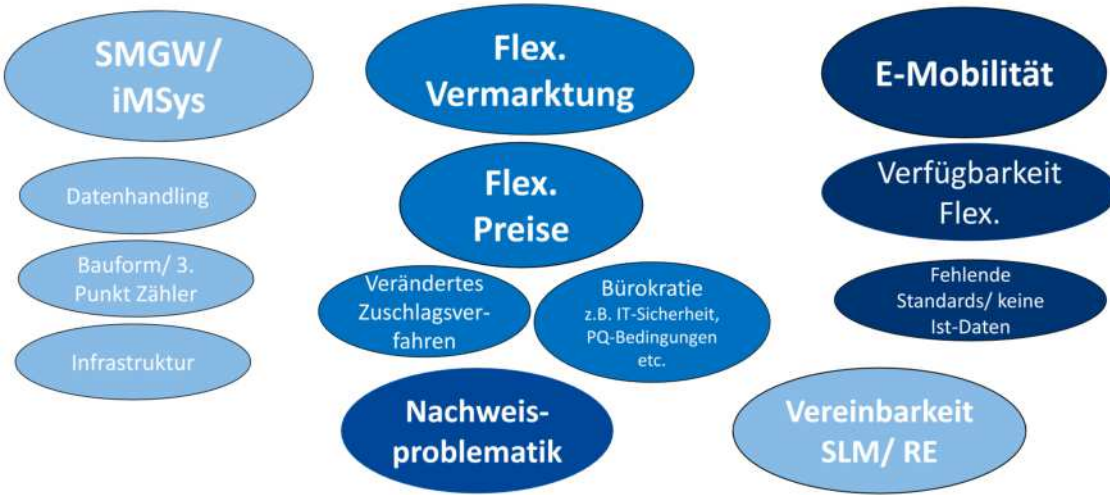 SMGW/
iMSys
Datenhandling
Bauform/ 3.
Punkt Zähler
Infrastruktur
Flex.
Vermarktung
Flex.
Preise
Verändertes
Zuschlagsver-
fahren
Bürokratie
z.B. IT-Sicherheit,
PQ-Bedingungen
etc.
Nachweis-
problematik
E-Mobilität
Verfügbarkeit
Flex.
Fehlende
Standards/ keine
Ist-Daten
Vereinbarkeit
SLM/ RE